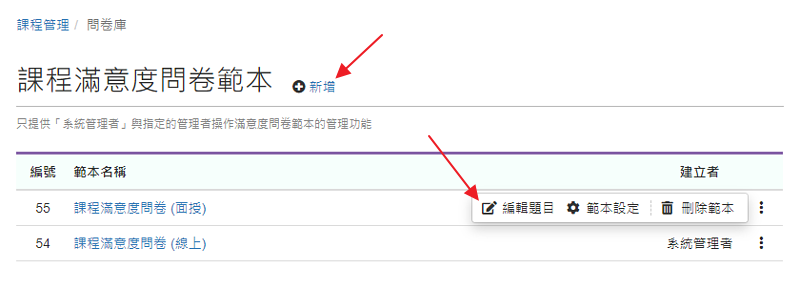 課程管理 / 問卷庫
課程滿意度問卷範本 新增
只提供「系統管理者」與指定的管理者操作滿意度問卷範本的管理功能
編號 範本名稱 建立者
55 課程滿意度問卷 (面授) 編輯題目 範本設定 刪除範本
54 課程滿意度問卷 (線上) 系統管理者